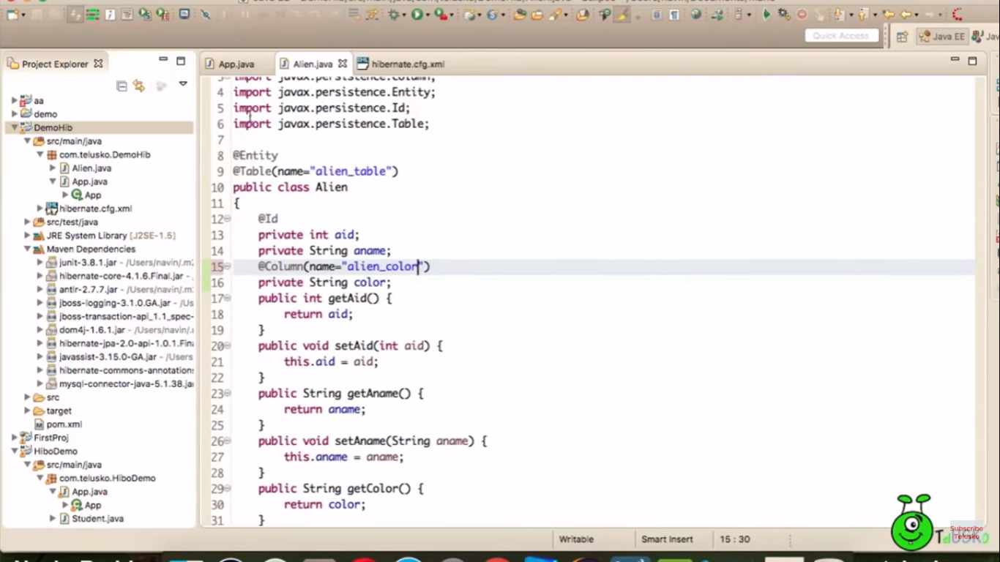 Quick Access
Java EE
Jav
Project Explorer
App.java
Alien.java
hibernate.cfg.xml
aa
demo
DemoHib
src/main/java
com.telusko.DemoHib
Alien.java
App.java
App
hibernate.cfg.xml
src/test/java
JRE System Library [J2SE-1.5]
Maven Dependencies
junit-3.8.1.jar - /Users/navin/.m2
hibernate-core-4.1.6.Final.jar - /
antlr-2.7.7.jar - /Users/navin/.m2
jboss-logging-3.1.0.GA.jar - /Us
jboss-transaction-api_1.1_spec-
dom4j-1.6.1.jar - /Users/navin/.m
hibernate-jpa-2.0-api-1.0.1.Fina
javassist-3.15.0-GA.jar - /Users
hibernate-commons-annotations
mysql-connector-java-5.1.38.ja
src
target
pom.xml
FirstProj
HiboDemo
src/main/java
com.telusko.HiboDemo
App.java
App
Student.java
3 import javax.persistence.Column;
4 import javax.persistence.Entity;
5 import javax.persistence.Id;
6 import javax.persistence.Table;
7
8 @Entity
9 @Table(name="alien_table")
10 public class Alien
11 {
12 @Id
13 private int aid;
14 private String aname;
15 @Column(name="alien_color")
16 private String color;
17 public int getAid() {
18 return aid;
19 }
20 public void setAid(int aid) {
21 this.aid = aid;
22 }
23 public String getAname() {
24 return aname;
25 }
26 public void setAname(String aname) {
27 this.aname = aname;
28 }
29 public String getColor() {
30 return color;
31 }
Writable
Smart Insert
15 : 30
Subscribe
Telusko